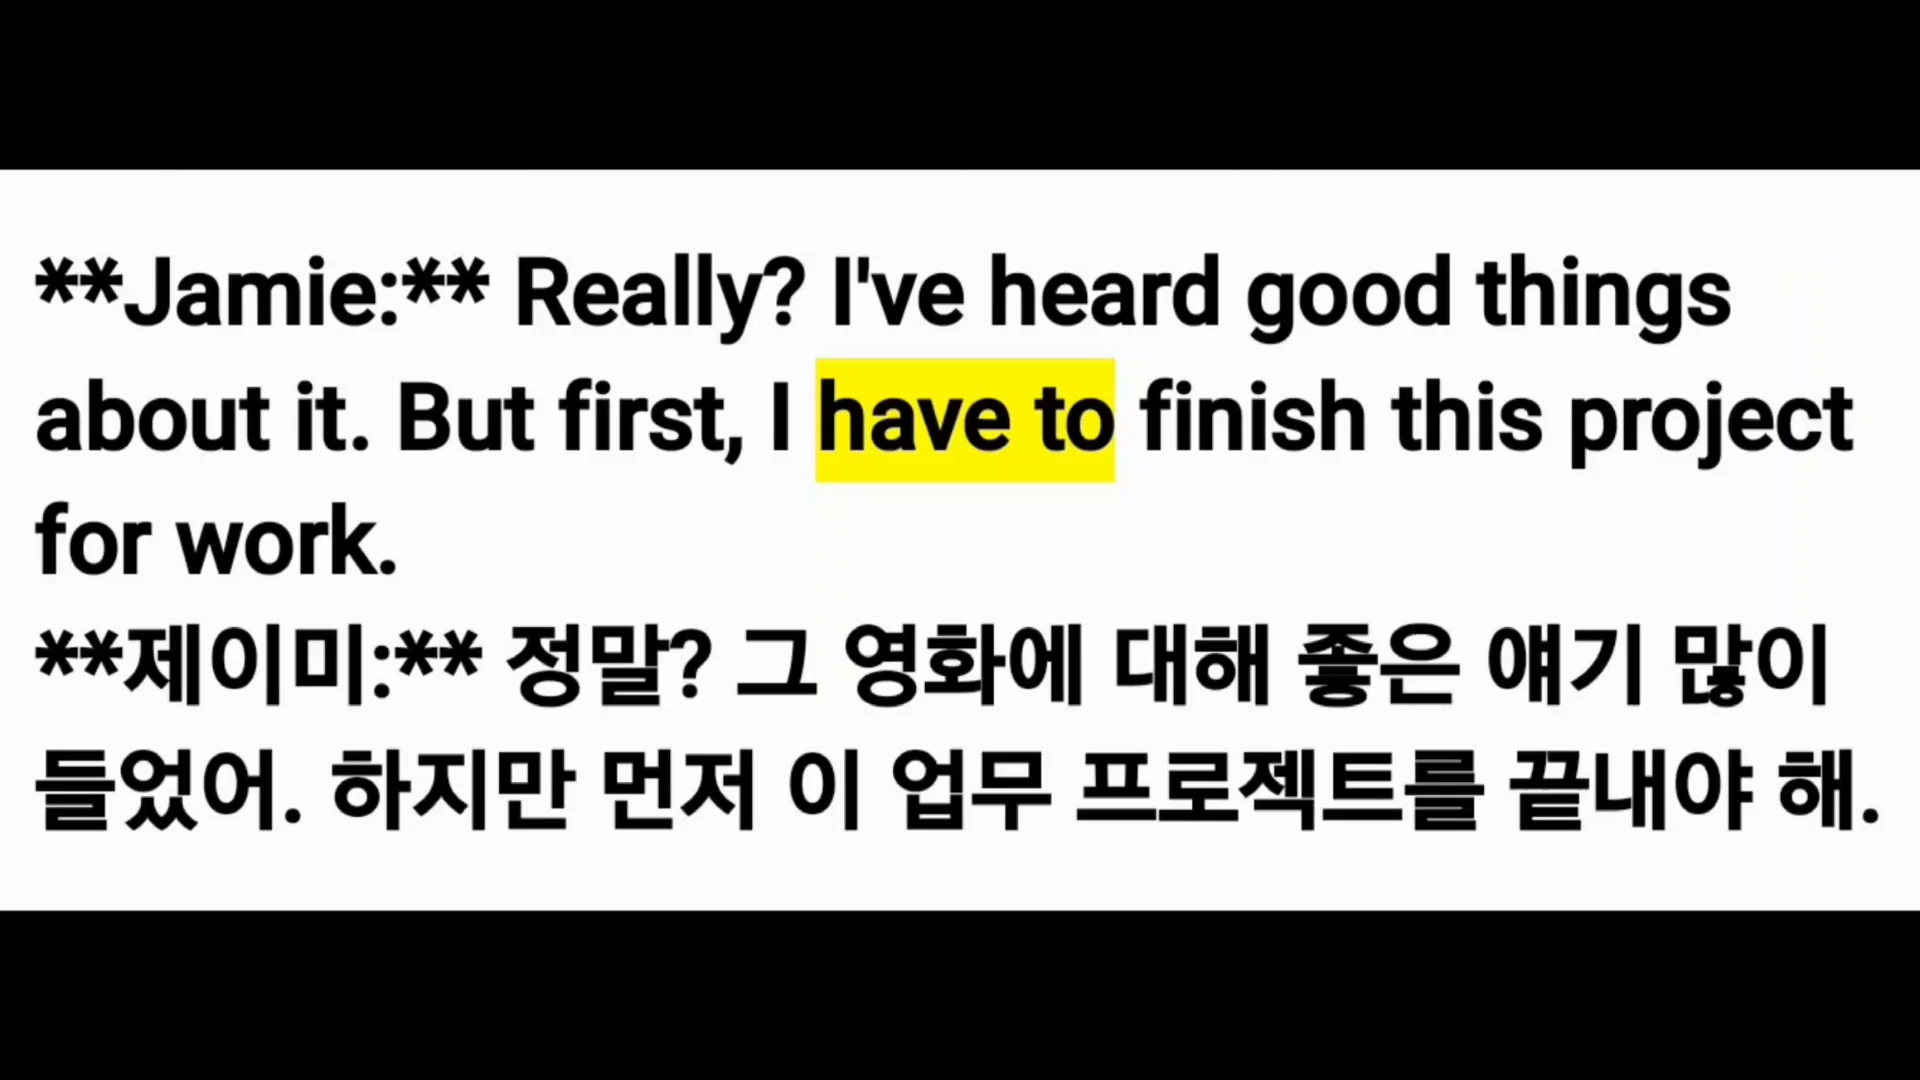 **Jamie:** Really? I've heard good things
about it. But first, I have to finish this project
for work.
**제이미:** 정말? 그 영화에 대해 좋은 얘기 많이
들었어. 하지만 먼저 이 업무 프로젝트를 끝내야 해.